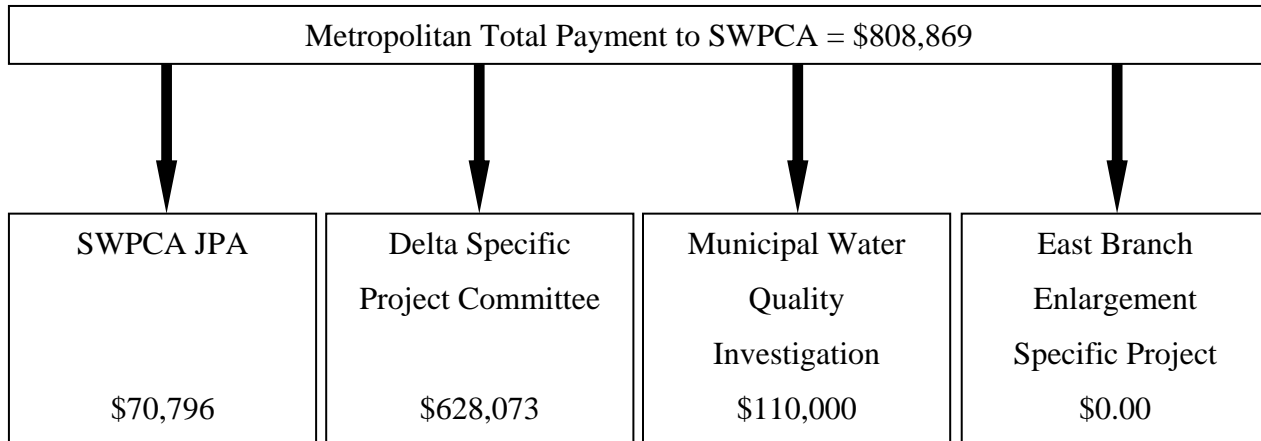 Metropolitan Total Payment to SWPCA = $808,869
SWPCA JPA
$70,796
Delta Specific
Project Committee
$628,073
Municipal Water
Quality
Investigation
$110,000
East Branch
Enlargement
Specific Project
$0.00